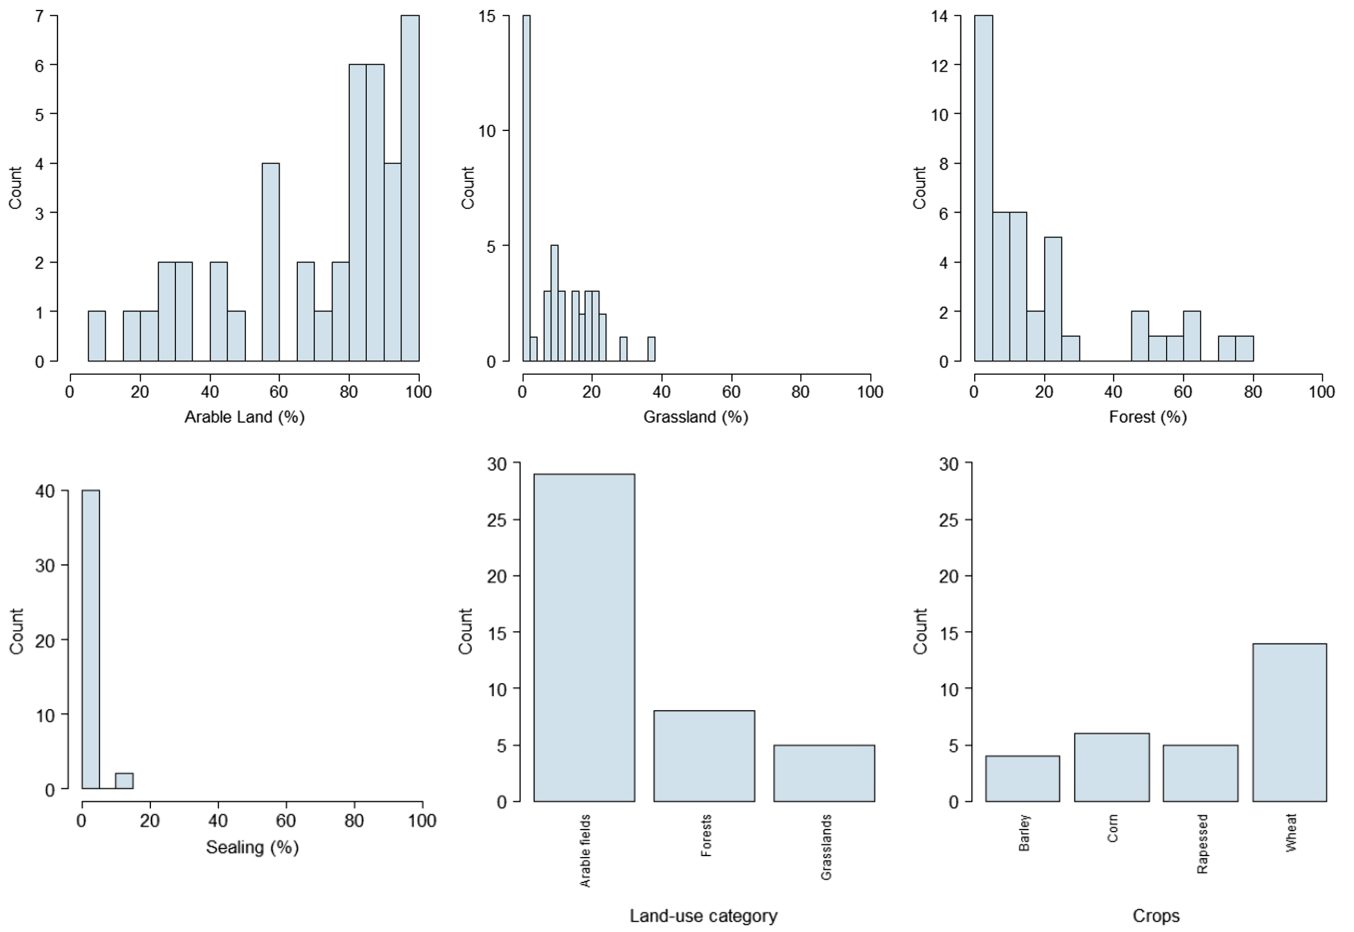 7
6
5
4
3
2
1
0
Count
0 20 40 60 80 100
Arable Land (%)
15
10
5
0
Count
0 20 40 60 80 100
Grassland (%)
14
12
10
8
6
4
2
0
Count
0 20 40 60 80 100
Forest (%)
40
30
20
10
0
Count
0 20 40 60 80 100
Sealing (%)
30
25
20
15
10
5
0
Count
Arable fields
Forests
Grasslands
Land-use category
30
25
20
15
10
5
0
Count
Barley
Corn
Rapessed
Wheat
Crops